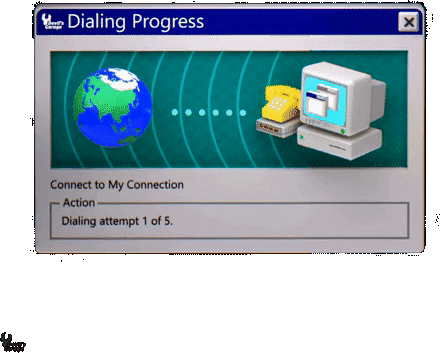 Dialing Progress
Connect to My Connection
Action
Dialing attempt 1 of 5.